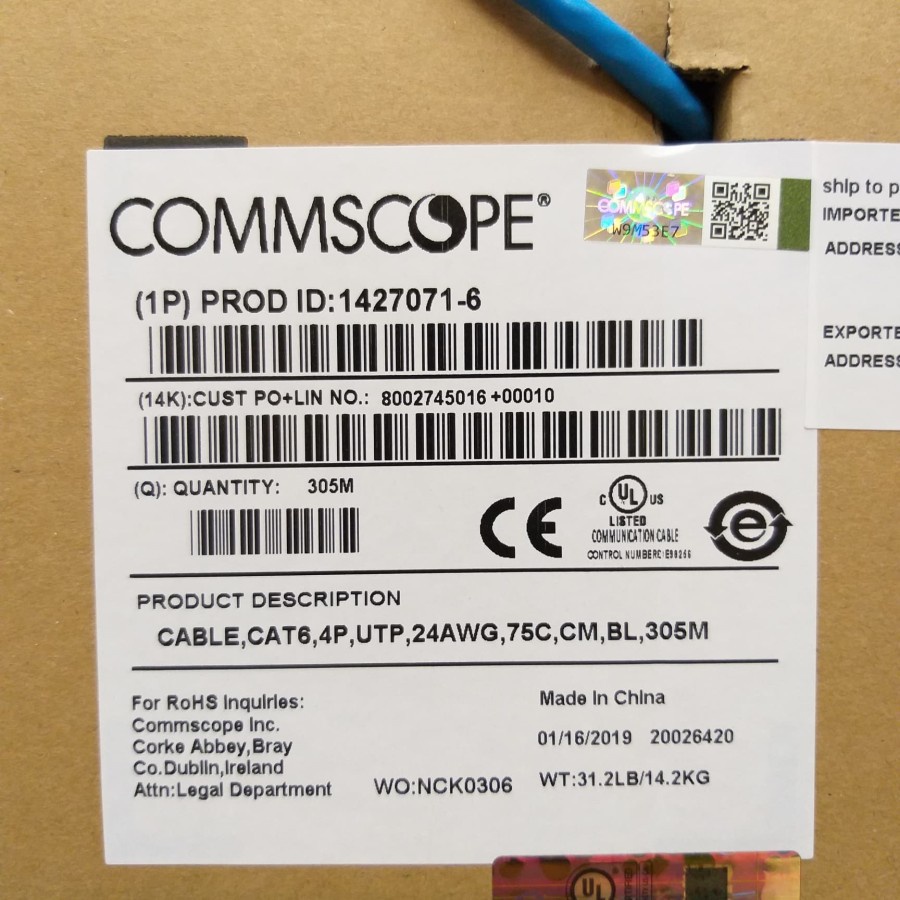 COMMSCOPE®
COMMSCOPE
W9M53E7
(1P) PROD ID:1427071-6
(14K):CUST PO+LIN NO.: 8002745016 +00010
(Q): QUANTITY: 305M
CE
C UL US
LISTED
COMMUNICATION CABLE
e
PRODUCT DESCRIPTION
CABLE,CAT6,4P,UTP,24AWG,75C,CM,BL,305M
For RoHS Inquiries:
Commscope Inc.
Corke Abbey,Bray
Co.Dublin,Ireland
Attn:Legal Department
WO:NCK0306
Made in China
01/16/2019 20026420
WT:31.2LB/14.2KG
ship to p
IMPORTE
ADDRESS
EXPORTE
ADDRESS
UL